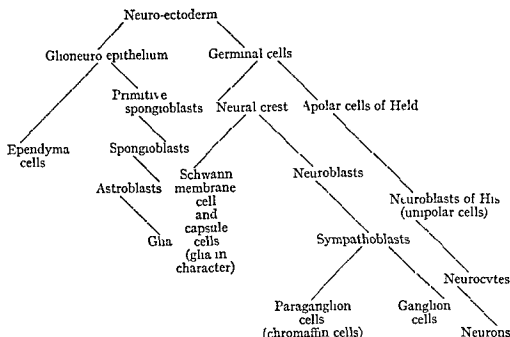 Neuro-ectoderm
Glioneuro epithelium
Germinal cells
Primitive
spongioblasts
Neural crest
Apolar cells of Held
Ependyma
cells
Spongioblasts
Schwann
membrane
cell
and
capsule
cells
(glia in
character)
Neuroblasts
Astroblasts
Neuroblasts of His
(unipolar cells)
Glia
Sympathoblasts
Neurocytes
Paraganglion
cells
(chromaffin cells)
Ganglion
cells
Neurons